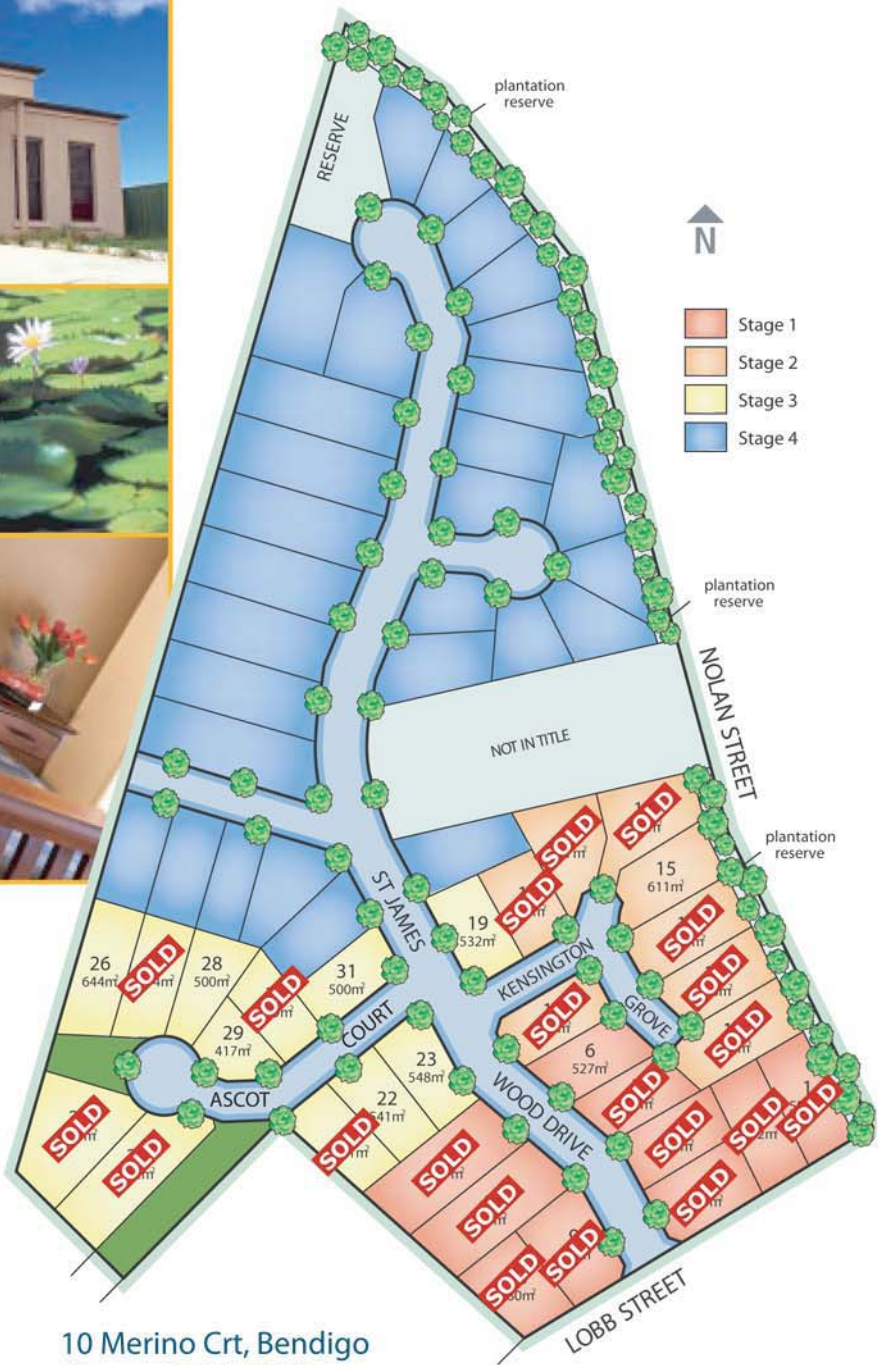 plantation
reserve
RESERVE
N
Stage 1
Stage 2
Stage 3
Stage 4
plantation
reserve
NOLAN STREET
NOT IN TITLE
plantation
reserve
SOLD
SOLD
15
611m²
SOLD
ST JAMES
19
532m²
SOLD
KENSINGTON
GROVE
26
644m²
SOLD
28
500m²
SOLD
31
500m²
29
417m²
COURT
ASCOT
SOLD
SOLD
SOLD
SOLD
6
527m²
23
548m²
22
541m²
WOOD DRIVE
SOLD
SOLD
SOLD
SOLD
SOLD
1
SOLD
SOLD
SOLD
SOLD
SOLD
SOLD
SOLD
LOBB STREET
10 Merino Crt, Bendigo